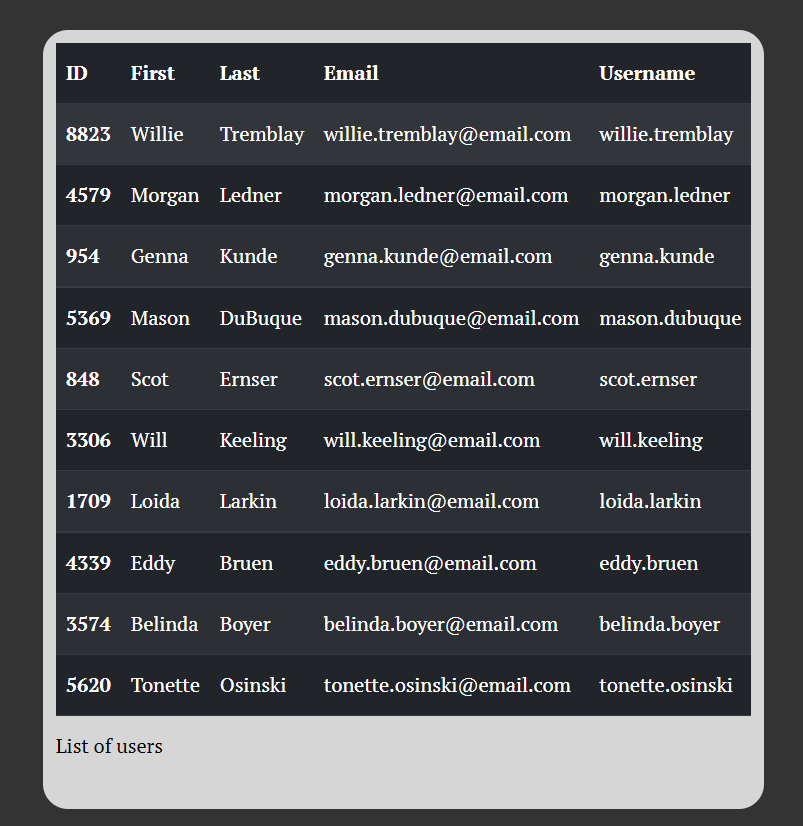 ID First Last Email Username
8823 Willie Tremblay willie.tremblay@email.com willie.tremblay
4579 Morgan Ledner morgan.ledner@email.com morgan.ledner
954 Genna Kunde genna.kunde@email.com genna.kunde
5369 Mason DuBuque mason.dubuque@email.com mason.dubuque
848 Scot Ernser scot.ernser@email.com scot.ernser
3306 Will Keeling will.keeling@email.com will.keeling
1709 Loida Larkin loida.larkin@email.com loida.larkin
4339 Eddy Bruen eddy.bruen@email.com eddy.bruen
3574 Belinda Boyer belinda.boyer@email.com belinda.boyer
5620 Tonette Osinski tonette.osinski@email.com tonette.osinski
List of users